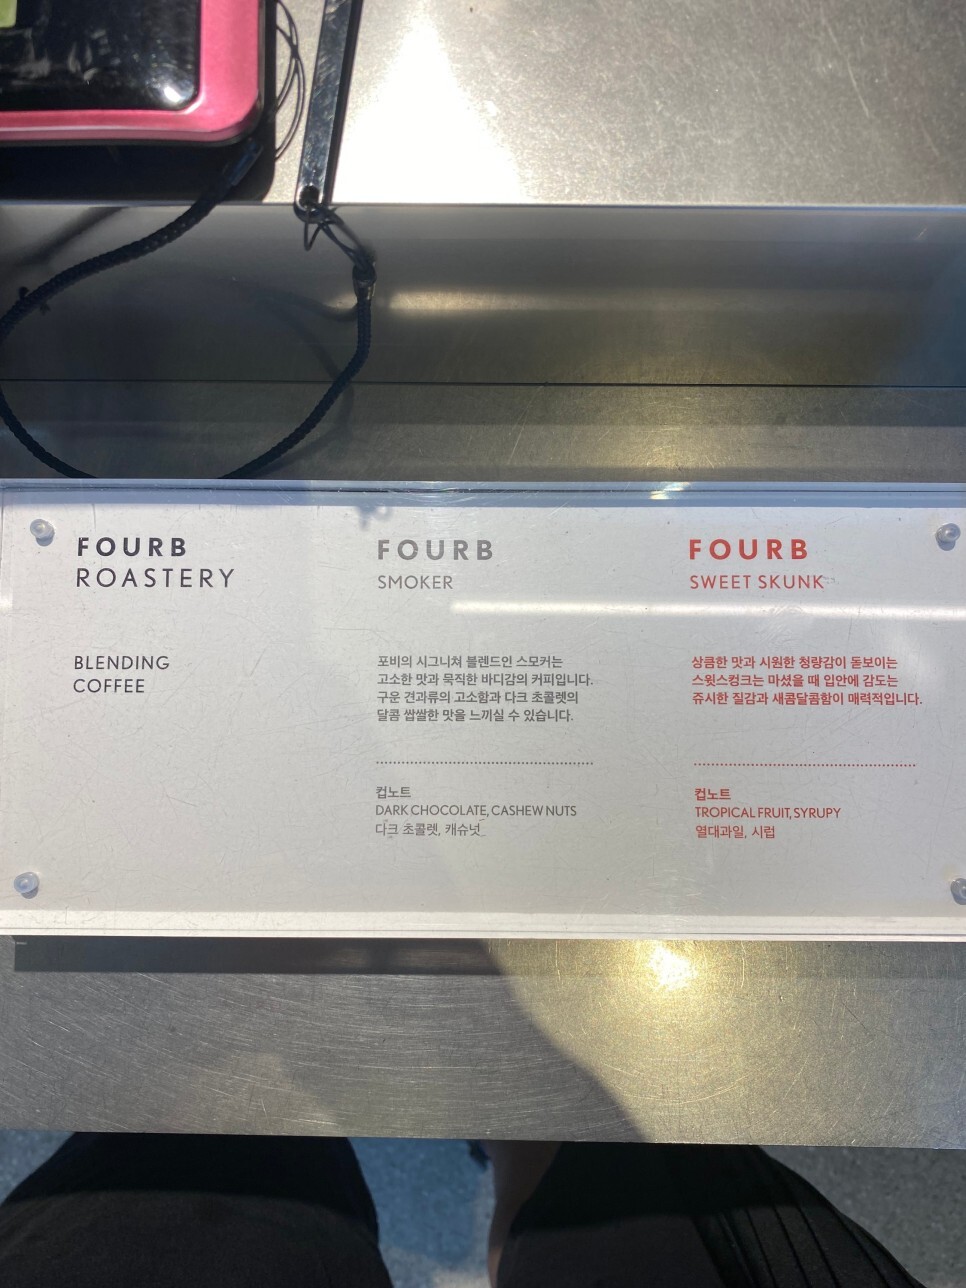 FOURB
ROASTERY
BLENDING
COFFEE
FOURB
SMOKER
포비의 시그니쳐 블렌드인 스모커는
고소한 맛과 묵직한 바디감의 커피입니다.
구운 견과류의 고소함과 다크 초콜렛의
달콤 쌉쌀한 맛을 느끼실 수 있습니다.
컵노트
DARK CHOCOLATE, CASHEW NUTS
다크 초콜렛, 캐슈넛
FOURB
SWEET SKUNK
상큼한 맛과 시원한 청량감이 돋보이는
스윗스컹크는 마셨을 때 입안에 감도는
쥬시한 질감과 새콤달콤함이 매력적입니다.
컵노트
TROPICAL FRUIT, SYRUPY
열대과일, 시럽